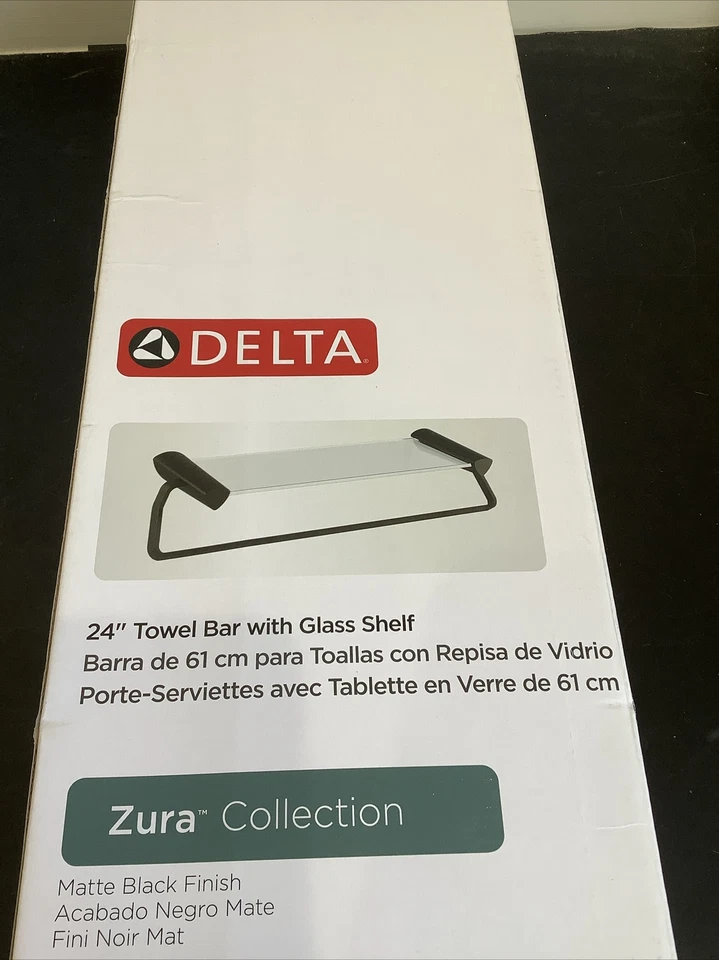 DELTA®
24" Towel Bar with Glass Shelf
Barra de 61 cm para Toallas con Repisa de Vidrio
Porte-Serviettes avec Tablette en Verre de 61 cm
Zura™ Collection
Matte Black Finish
Acabado Negro Mate
Fini Noir Mat